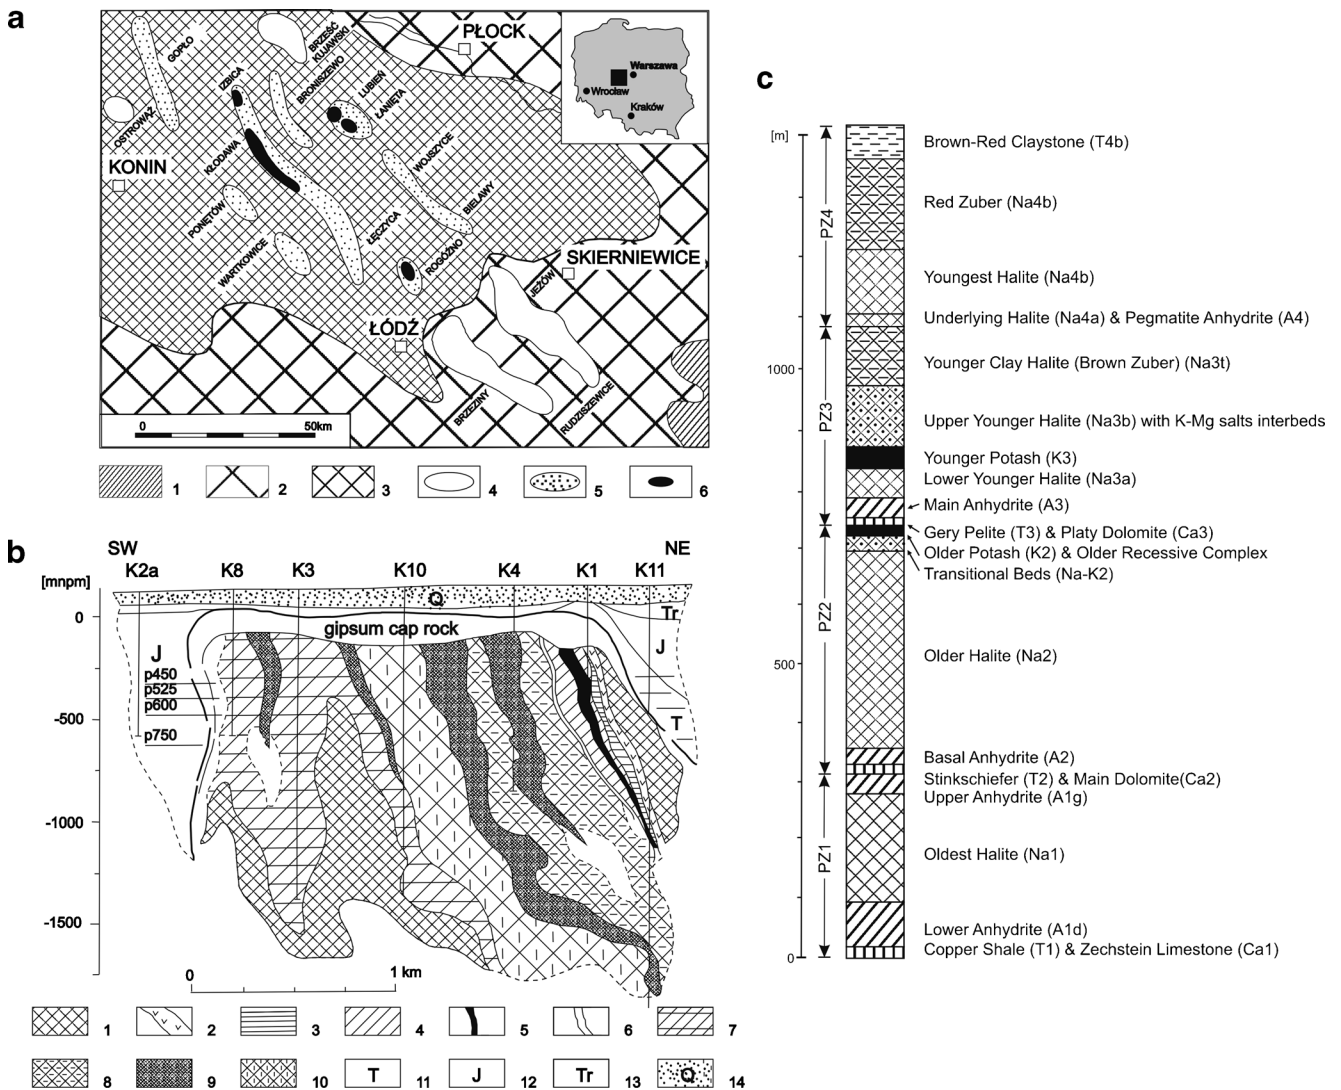 a
GOPŁO
BRZEŚĆ
KUJAWSKI
PŁOCK
IZBICA
BRONISZEWO
LUBIEŃ
ŁANIĘTA
OSTROWĄŻ
KŁODAWA
WOJSZYCE
KONIN
PONĘTÓW
BIELAWY
ŁĘCZYCA
WARTKOWICE
ROGÓŹNO
SKIERNIEWICE
JEŻÓW
ŁÓDŹ
BRZEZINY
RUDZISZEWICE
Warszawa
Wrocław
Kraków
0 50km
1 2 3 4 5 6
b
SW NE
K2a K8 K3 K10 K4 K1 K11
[mnpm]
Q
0
Tr
gipsum cap rock
J
J
p450
p525
p600
-500
T
p750
-1000
-1500
0 1 km
1 2 3 4 5 6 7
8 9 10 T 11 J 12 Tr 13 Q 14
c
[m]
Brown-Red Claystone (T4b)
Red Zuber (Na4b)
PZ4
Youngest Halite (Na4b)
Underlying Halite (Na4a) & Pegmatite Anhydrite (A4)
Younger Clay Halite (Brown Zuber) (Na3t)
1000
PZ3
Upper Younger Halite (Na3b) with K-Mg salts interbeds
Younger Potash (K3)
Lower Younger Halite (Na3a)
Main Anhydrite (A3)
Gery Pelite (T3) & Platy Dolomite (Ca3)
Older Potash (K2) & Older Recessive Complex
Transitional Beds (Na-K2)
PZ2
Older Halite (Na2)
500
Basal Anhydrite (A2)
Stinkschiefer (T2) & Main Dolomite(Ca2)
Upper Anhydrite (A1g)
PZ1
Oldest Halite (Na1)
Lower Anhydrite (A1d)
Copper Shale (T1) & Zechstein Limestone (Ca1)
0